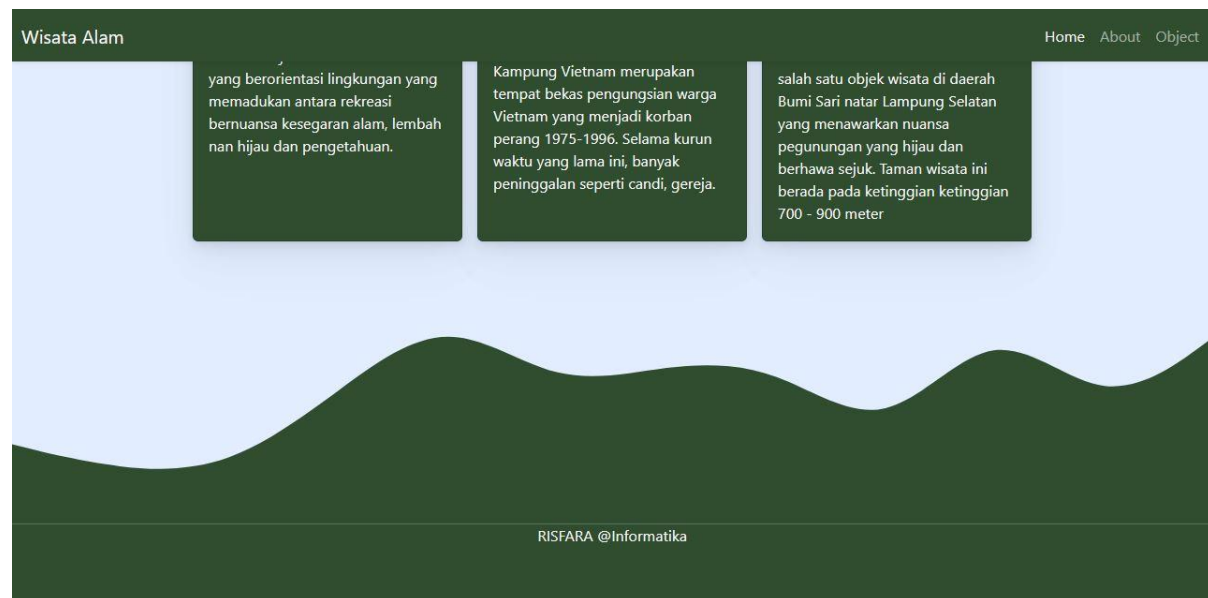 Wisata Alam
Home About Object
yang berorientasi lingkungan yang
memadukan antara rekreasi
bernuansa kesegaran alam, lembah
nan hijau dan pengetahuan.
Kampung Vietnam merupakan
tempat bekas pengungsian warga
Vietnam yang menjadi korban
perang 1975-1996. Selama kurun
waktu yang lama ini, banyak
peninggalan seperti candi, gereja.
salah satu objek wisata di daerah
Bumi Sari natar Lampung Selatan
yang menawarkan nuansa
pegunungan yang hijau dan
berhawa sejuk. Taman wisata ini
berada pada ketinggian ketinggian
700 - 900 meter
RISFARA @Informatika